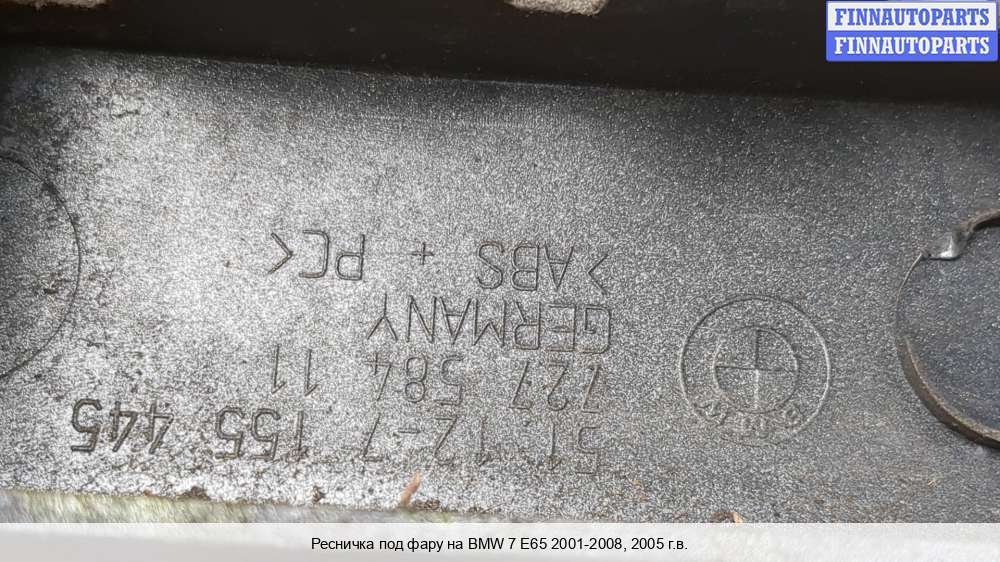 FINNAUTOPARTS
FINNAUTOPARTS
51.12-7 155 445
727 584 11
GERMANY
>ABS + PC<
Ресничка под фару на BMW 7 E65 2001-2008, 2005 г.в.